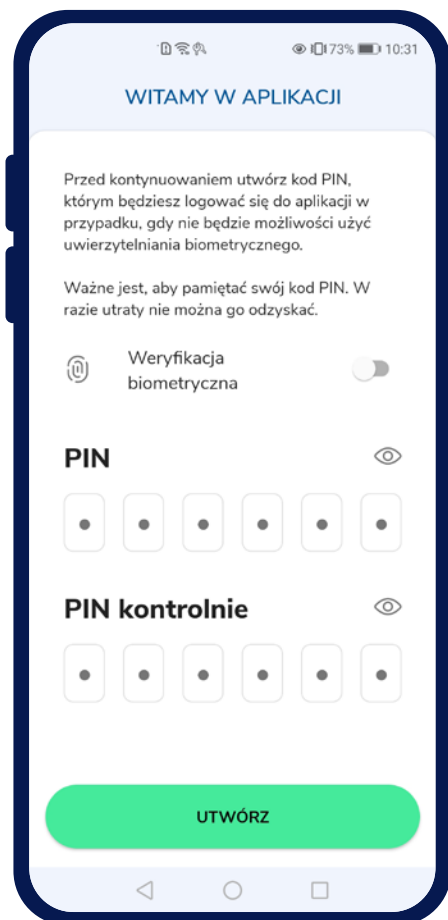 73% 10:31
WITAMY W APLIKACJI
Przed kontynuowaniem utwórz kod PIN,
którym będziesz logować się do aplikacji w
przypadku, gdy nie będzie możliwości użyć
uwierzytelniania biometrycznego.
Ważne jest, aby pamiętać swój kod PIN. W
razie utraty nie można go odzyskać.
Weryfikacja
biometryczna
PIN
PIN kontrolnie
UTWÓRZ